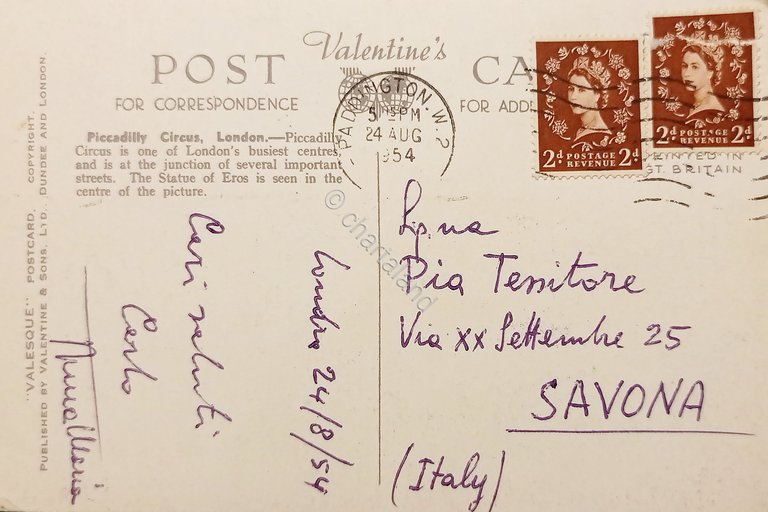 Valentine's
POST CA
FOR CORRESPONDENCE
FOR ADD
Piccadilly Circus, London.—Piccadilly
Circus is one of London's busiest centres,
and is at the junction of several important
streets. The Statue of Eros is seen in the
centre of the picture.
PADDINGTON. W.2
5 PM
24 AUG
1954
2d POSTAGE REVENUE 2d
2d POSTAGE REVENUE 2d
PRINTED IN
GT. BRITAIN
"VALESQUE" POSTCARD. COPYRIGHT.
PUBLISHED BY VALENTINE & SONS, LTD. DUNDEE AND LONDON.
Londra 24/8/54
Cari saluti
Carlo
Pia Tessitore
Via XX Settembre 25
SAVONA
(Italy)
© chartaland